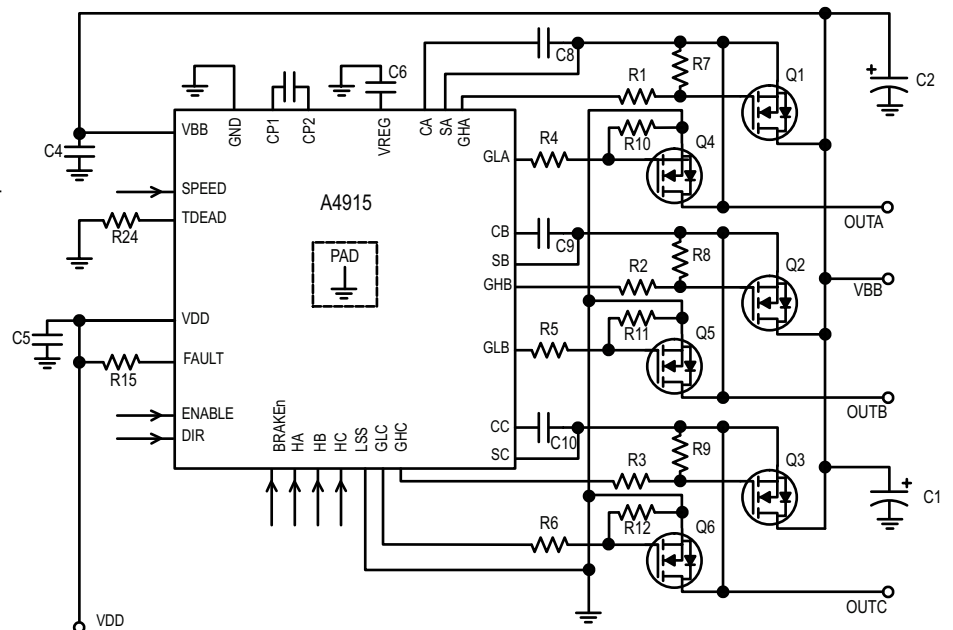 C8
R7
C6
R1
Q1
C2
VBB
GND
CP1
CP2
VREG
CA
SA
GHA
C4
R4
R10
Q4
GLA
SPEED
A4915
TDEAD
R24
OUTA
CB
C9
R8
PAD
SB
R2
Q2
GHB
VBB
VDD
R5
R11
Q5
C5
GLB
FAULT
R15
OUTB
ENABLE
CC
C10
DIR
BRAKEn
HA
HB
HC
LSS
GLC
GHC
SC
R9
R3
Q3
C1
R6
R12
Q6
OUTC
VDD
+
+